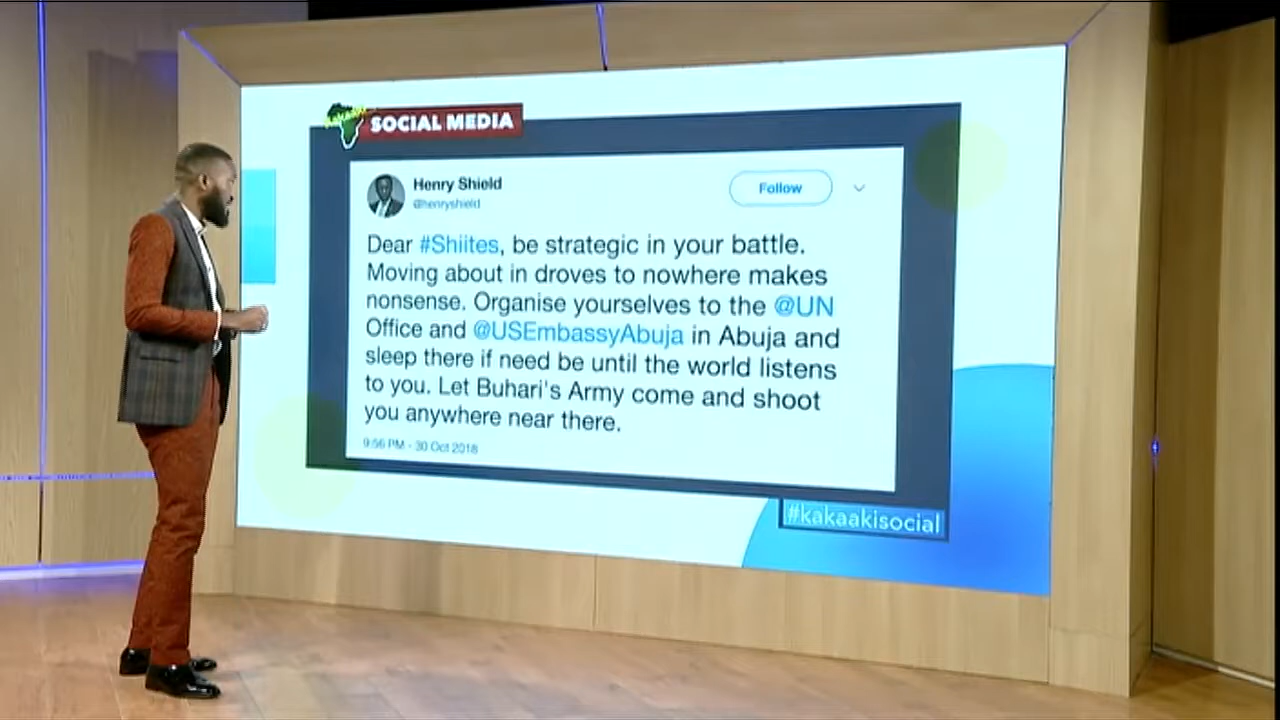 SOCIAL MEDIA
Henry Shield
@henryshield
Follow
Dear #Shiites, be strategic in your battle.
Moving about in droves to nowhere makes
nonsense. Organise yourselves to the @UN
Office and @USEmbassyAbuja in Abuja and
sleep there if need be until the world listens
to you. Let Buhari's Army come and shoot
you anywhere near there.
9:56 PM - 30 Oct 2018
#kakaakisocial